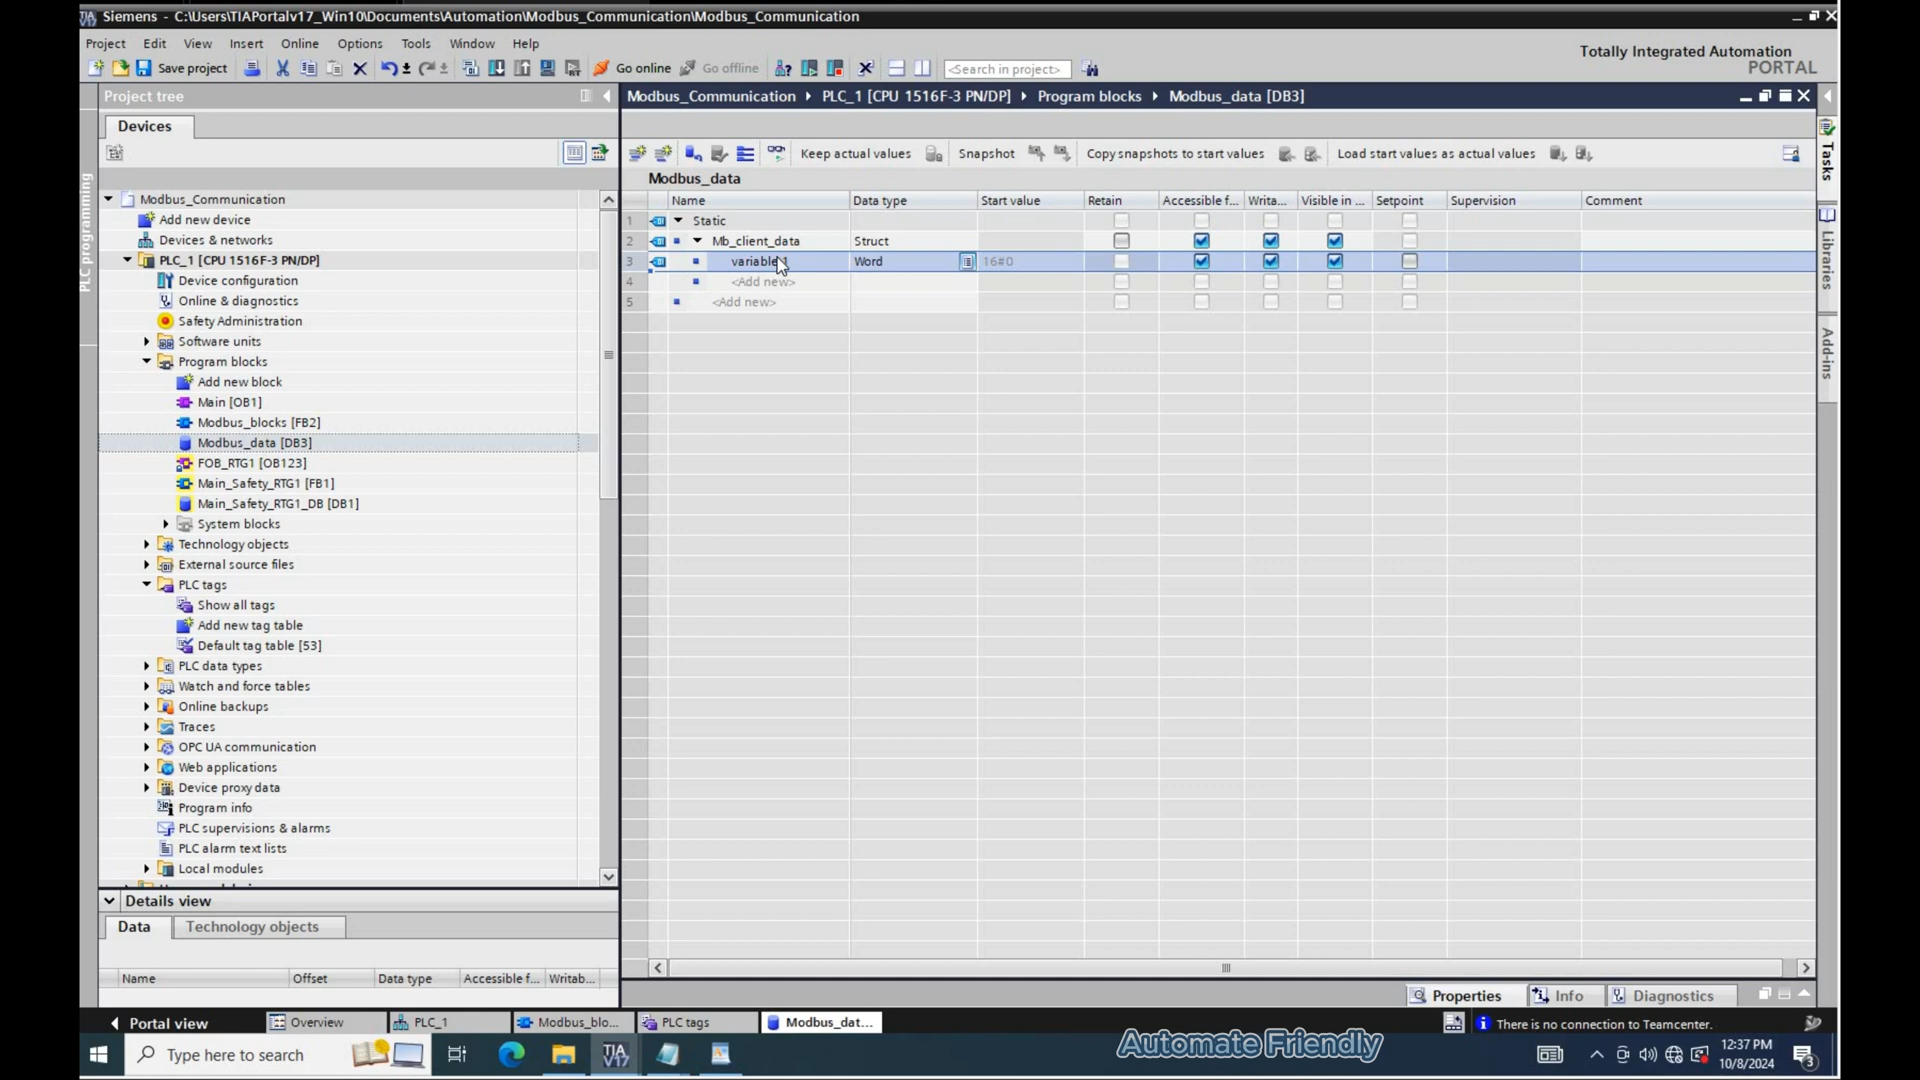 Siemens - C:\Users\TIAPortalv17_Win10\Documents\Automation\Modbus_Communication\Modbus_Communication
Project Edit View Insert Online Options Tools Window Help
Totally Integrated Automation
PORTAL
Save project
Go online
Go offline
<Search in project>
Project tree
Modbus_Communication PLC_1 [CPU 1516F-3 PN/DP] Program blocks Modbus_data [DB3]
Devices
PLC programming
Tasks
Libraries
Add-ins
Keep actual values
Snapshot
Copy snapshots to start values
Load start values as actual values
Modbus_data
Name Data type Start value Retain Accessible f... Writa... Visible in ... Setpoint Supervision Comment
1 Static
2 Mb_client_data Struct
3 variable Word 16#0
4 <Add new>
5 <Add new>
Modbus_Communication
Add new device
Devices & networks
PLC_1 [CPU 1516F-3 PN/DP]
Device configuration
Online & diagnostics
Safety Administration
Software units
Program blocks
Add new block
Main [OB1]
Modbus_blocks [FB2]
Modbus_data [DB3]
FOB_RTG1 [OB123]
Main_Safety_RTG1 [FB1]
Main_Safety_RTG1_DB [DB1]
System blocks
Technology objects
External source files
PLC tags
Show all tags
Add new tag table
Default tag table [53]
PLC data types
Watch and force tables
Online backups
Traces
OPC UA communication
Web applications
Device proxy data
Program info
PLC supervisions & alarms
PLC alarm text lists
Local modules
Details view
Data Technology objects
Name Offset Data type Accessible f... Writab...
Properties Info Diagnostics
Portal view
Overview
PLC_1
Modbus_blo...
PLC tags
Modbus_dat...
There is no connection to Teamcenter.
Type here to search
Automate Friendly
12:37 PM
10/8/2024
3